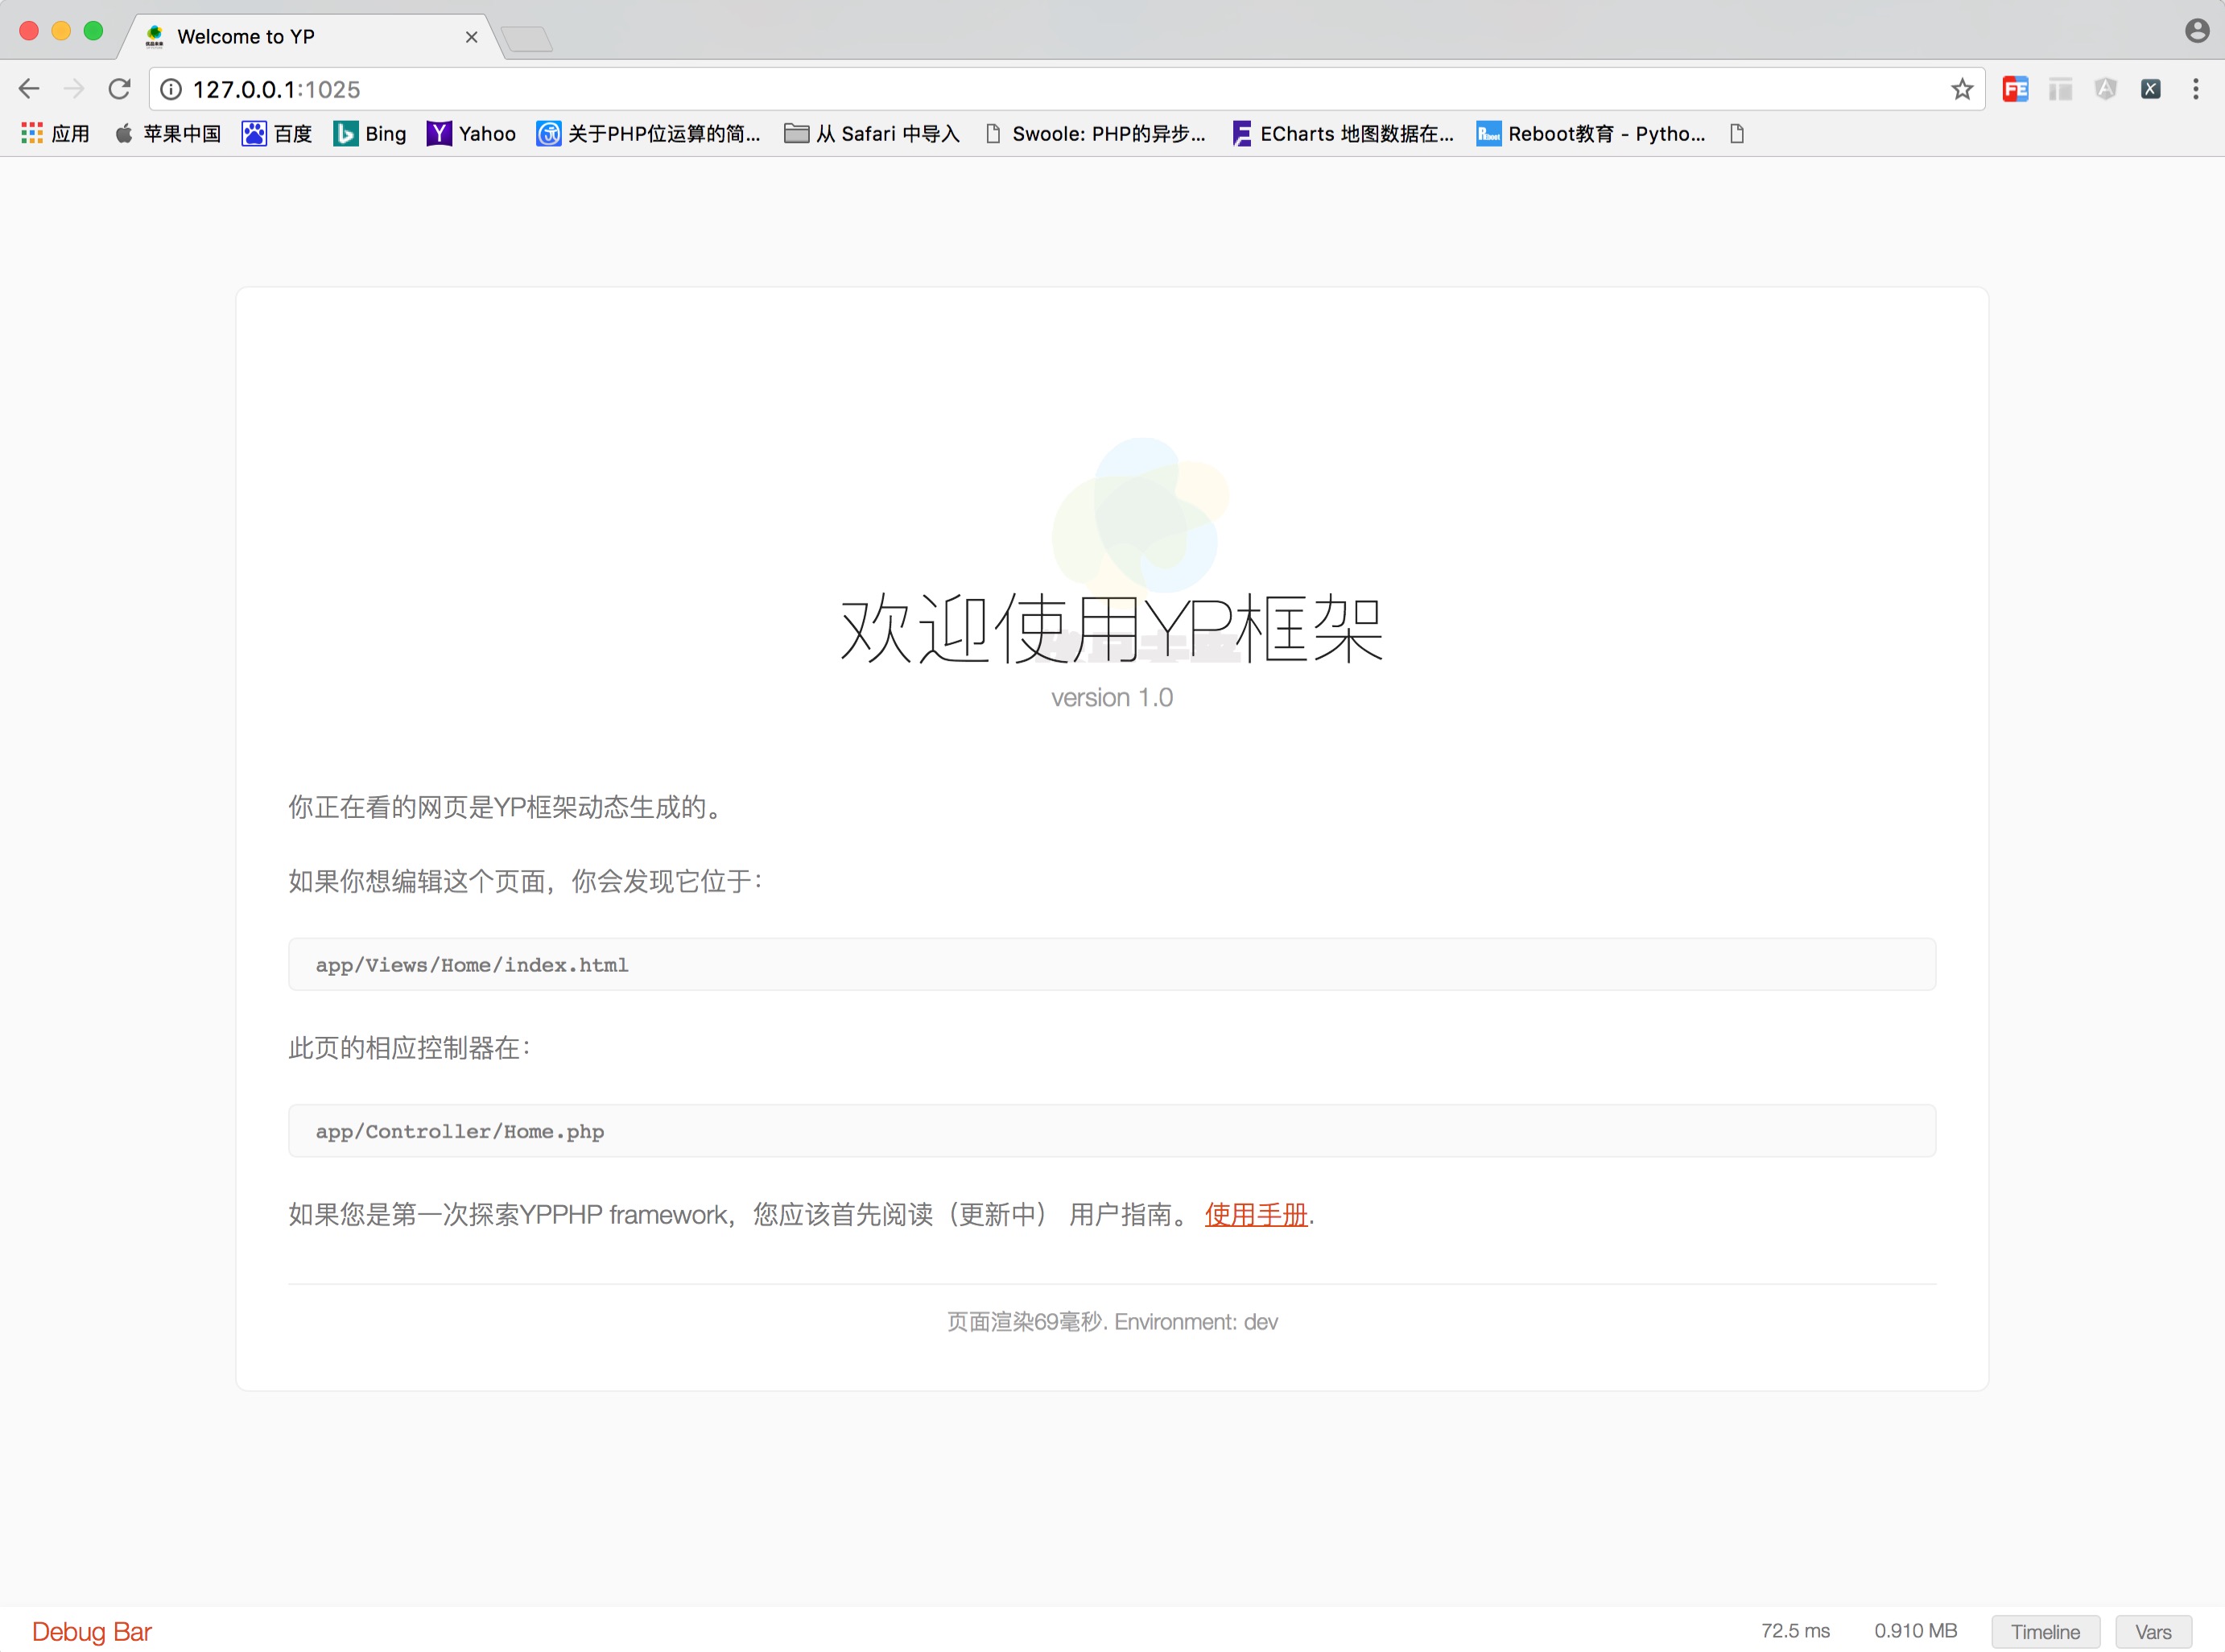 Welcome to YP
127.0.0.1:1025
应用 苹果中国 百度 Bing Yahoo 关于PHP位运算的简... 从 Safari 中导入 Swoole: PHP的异步... ECharts 地图数据在... Reboot教育 - Pytho...
欢迎使用YP框架
version 1.0
你正在看的网页是YP框架动态生成的。
如果你想编辑这个页面，你会发现它位于：
app/Views/Home/index.html
此页的相应控制器在：
app/Controller/Home.php
如果您是第一次探索YPPHP framework，您应该首先阅读（更新中） 用户指南。 使用手册.
页面渲染69毫秒. Environment: dev
Debug Bar 72.5 ms 0.910 MB Timeline Vars